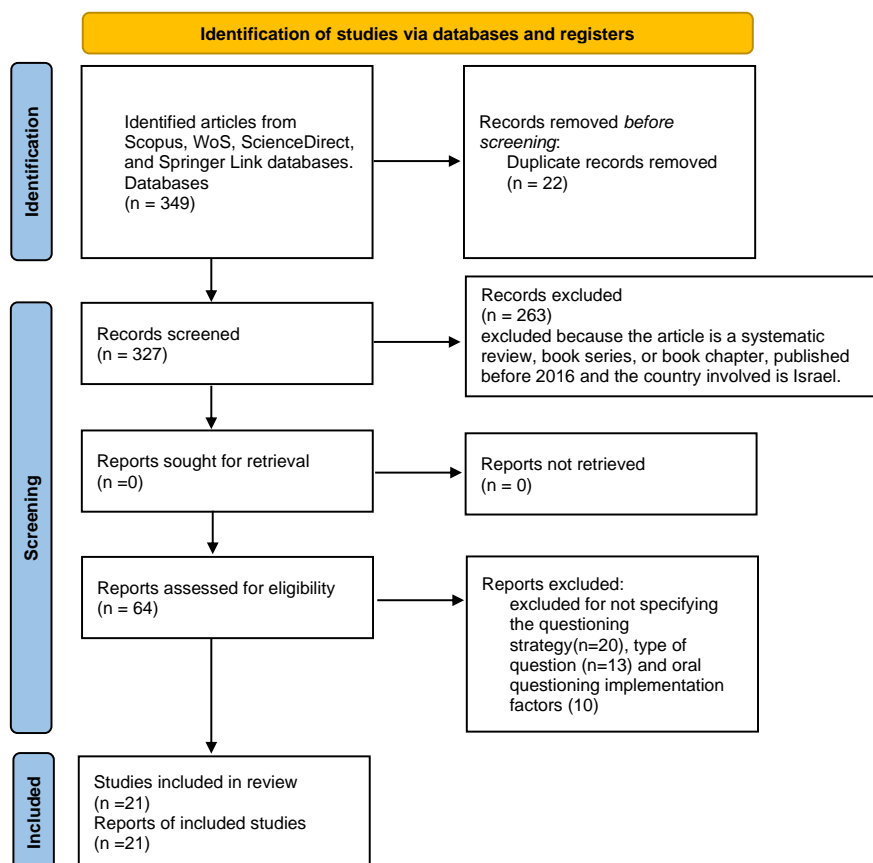 Identification of studies via databases and registers
Identification
Identified articles from
Scopus, WoS, ScienceDirect,
and Springer Link databases.
Databases
(n = 349)
Records removed before
screening:
Duplicate records removed
(n = 22)
Screening
Records screened
(n = 327)
Records excluded
(n = 263)
excluded because the article is a systematic
review, book series, or book chapter, published
before 2016 and the country involved is Israel.
Reports sought for retrieval
(n =0)
Reports not retrieved
(n = 0)
Reports assessed for eligibility
(n = 64)
Reports excluded:
excluded for not specifying
the questioning
strategy(n=20), type of
question (n=13) and oral
questioning implementation
factors (10)
Included
Studies included in review
(n =21)
Reports of included studies
(n =21)